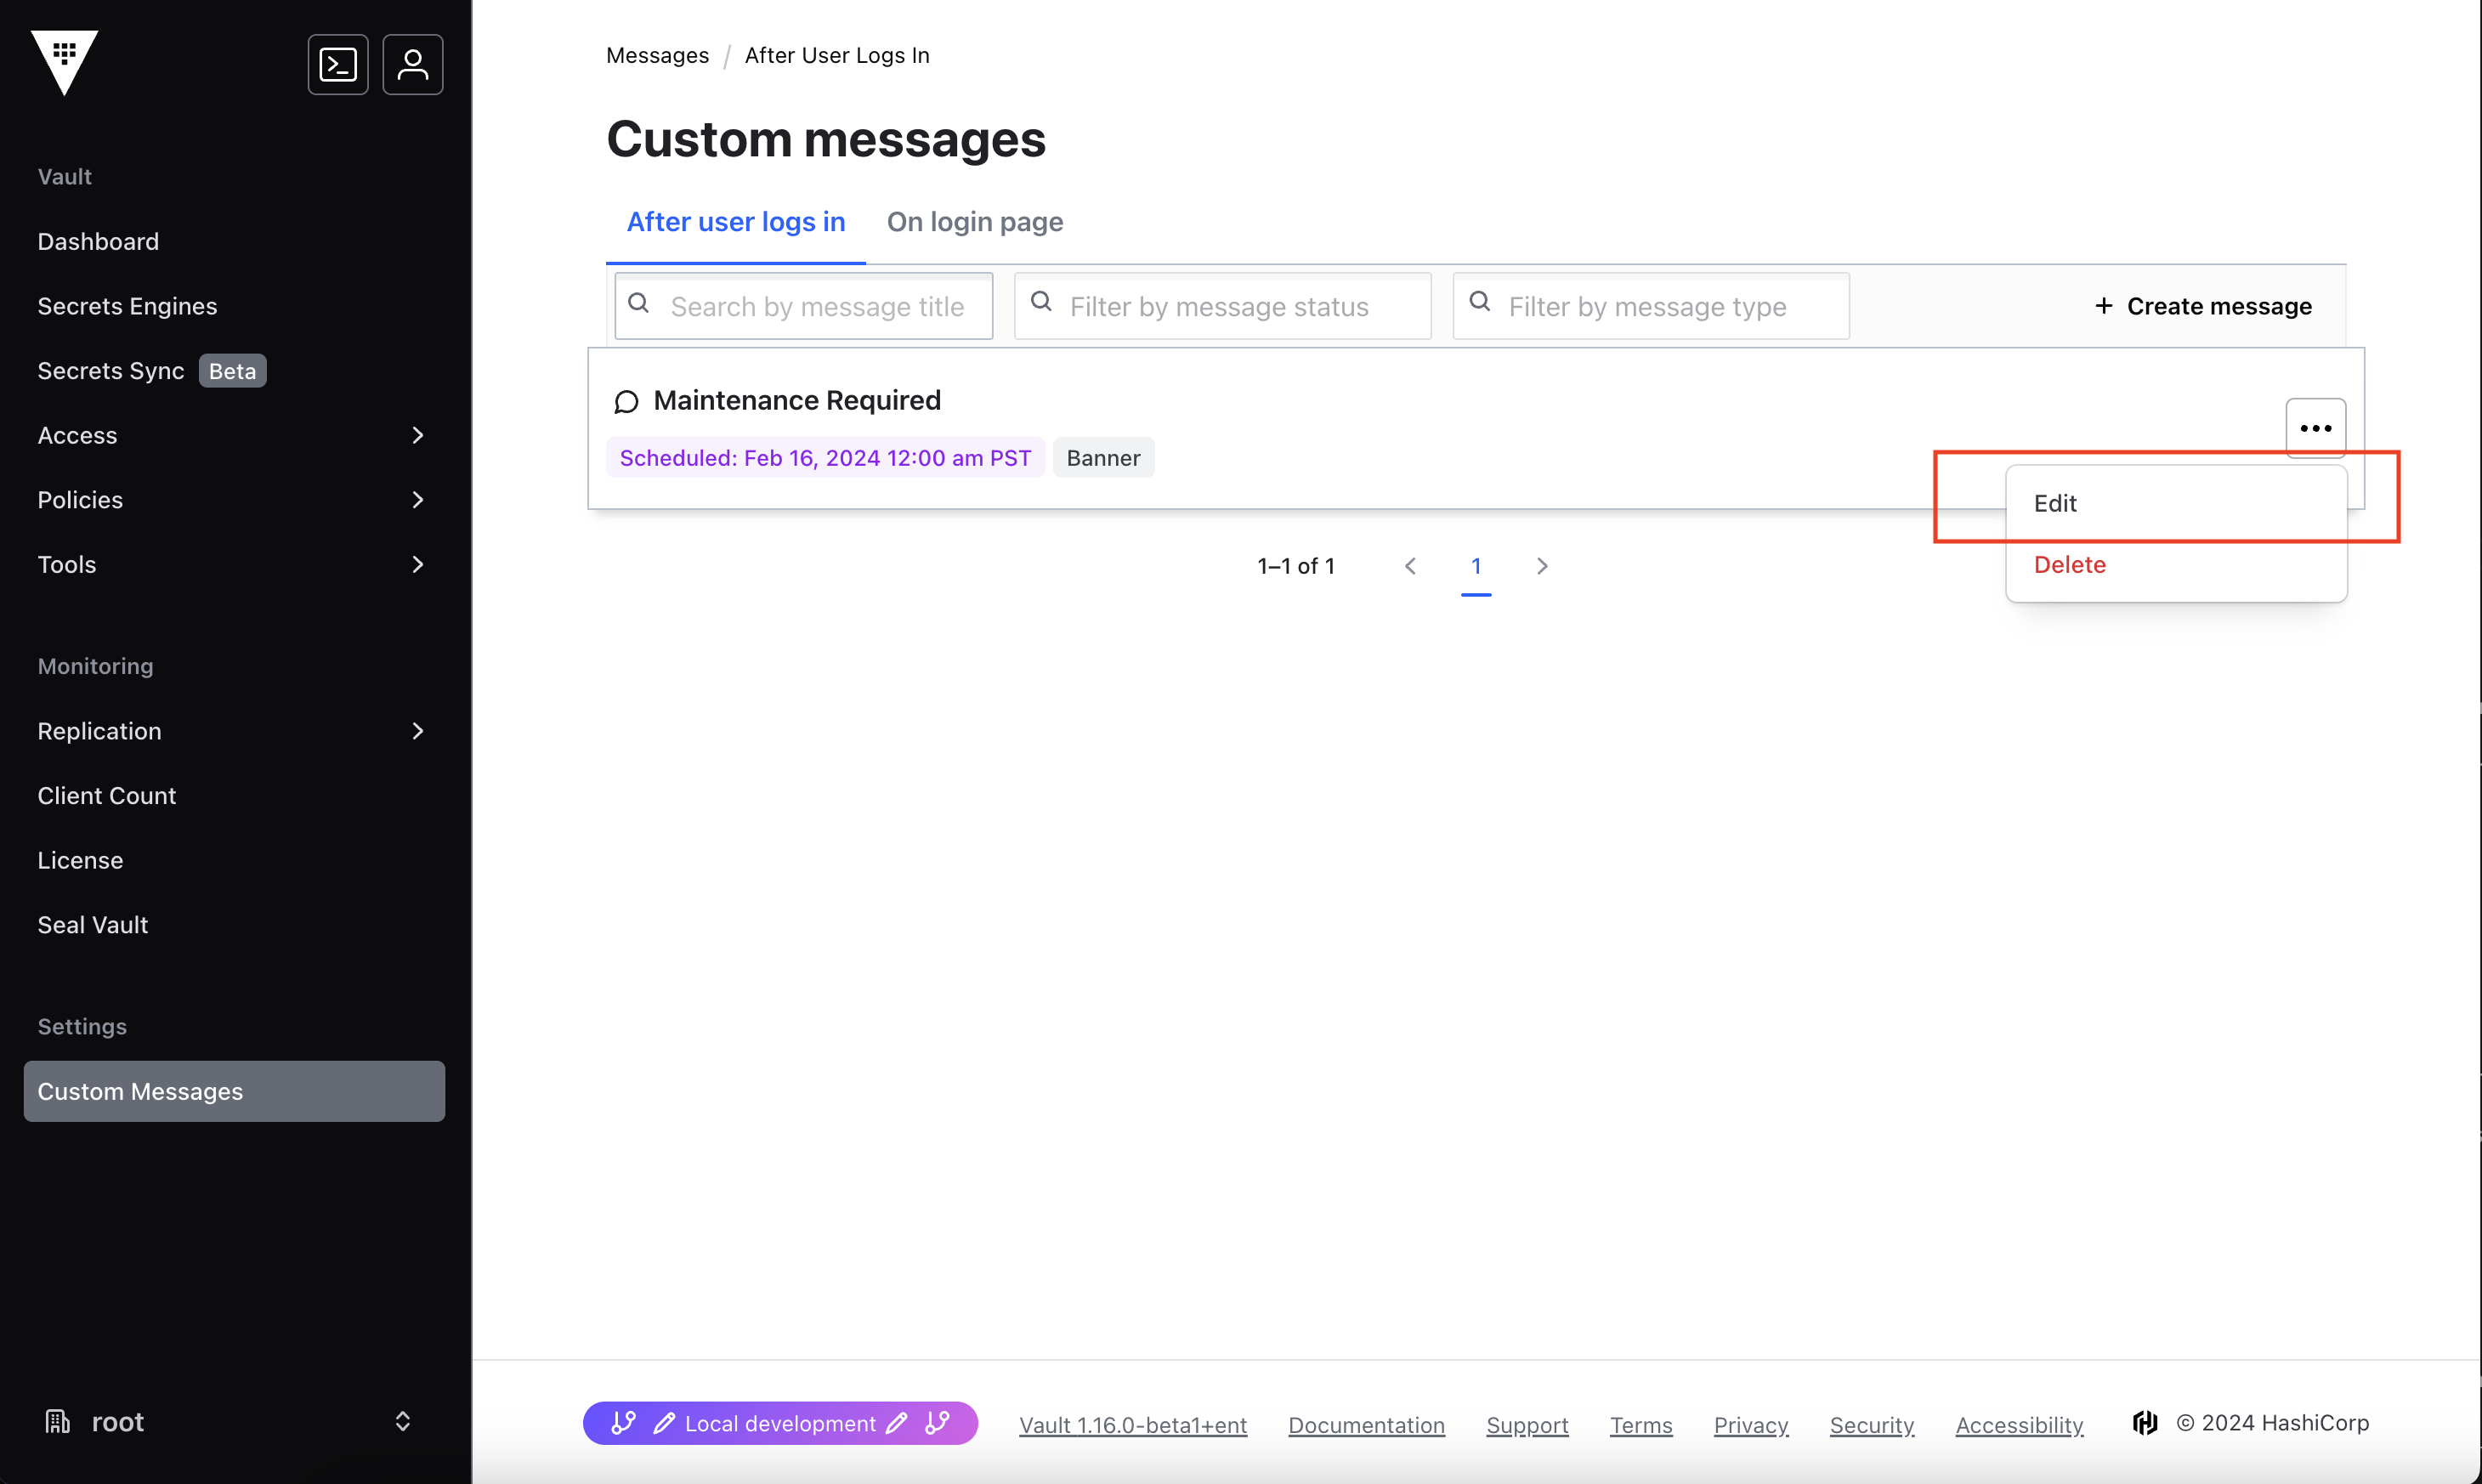 Vault
Dashboard
Secrets Engines
Secrets Sync Beta
Access
Policies
Tools
Monitoring
Replication
Client Count
License
Seal Vault
Settings
Custom Messages
root
Messages / After User Logs In
Custom messages
After user logs in On login page
Search by message title Filter by message status Filter by message type + Create message
Maintenance Required
Scheduled: Feb 16, 2024 12:00 am PST Banner
Edit
Delete
1–1 of 1 1
Local development Vault 1.16.0-beta1+ent Documentation Support Terms Privacy Security Accessibility © 2024 HashiCorp